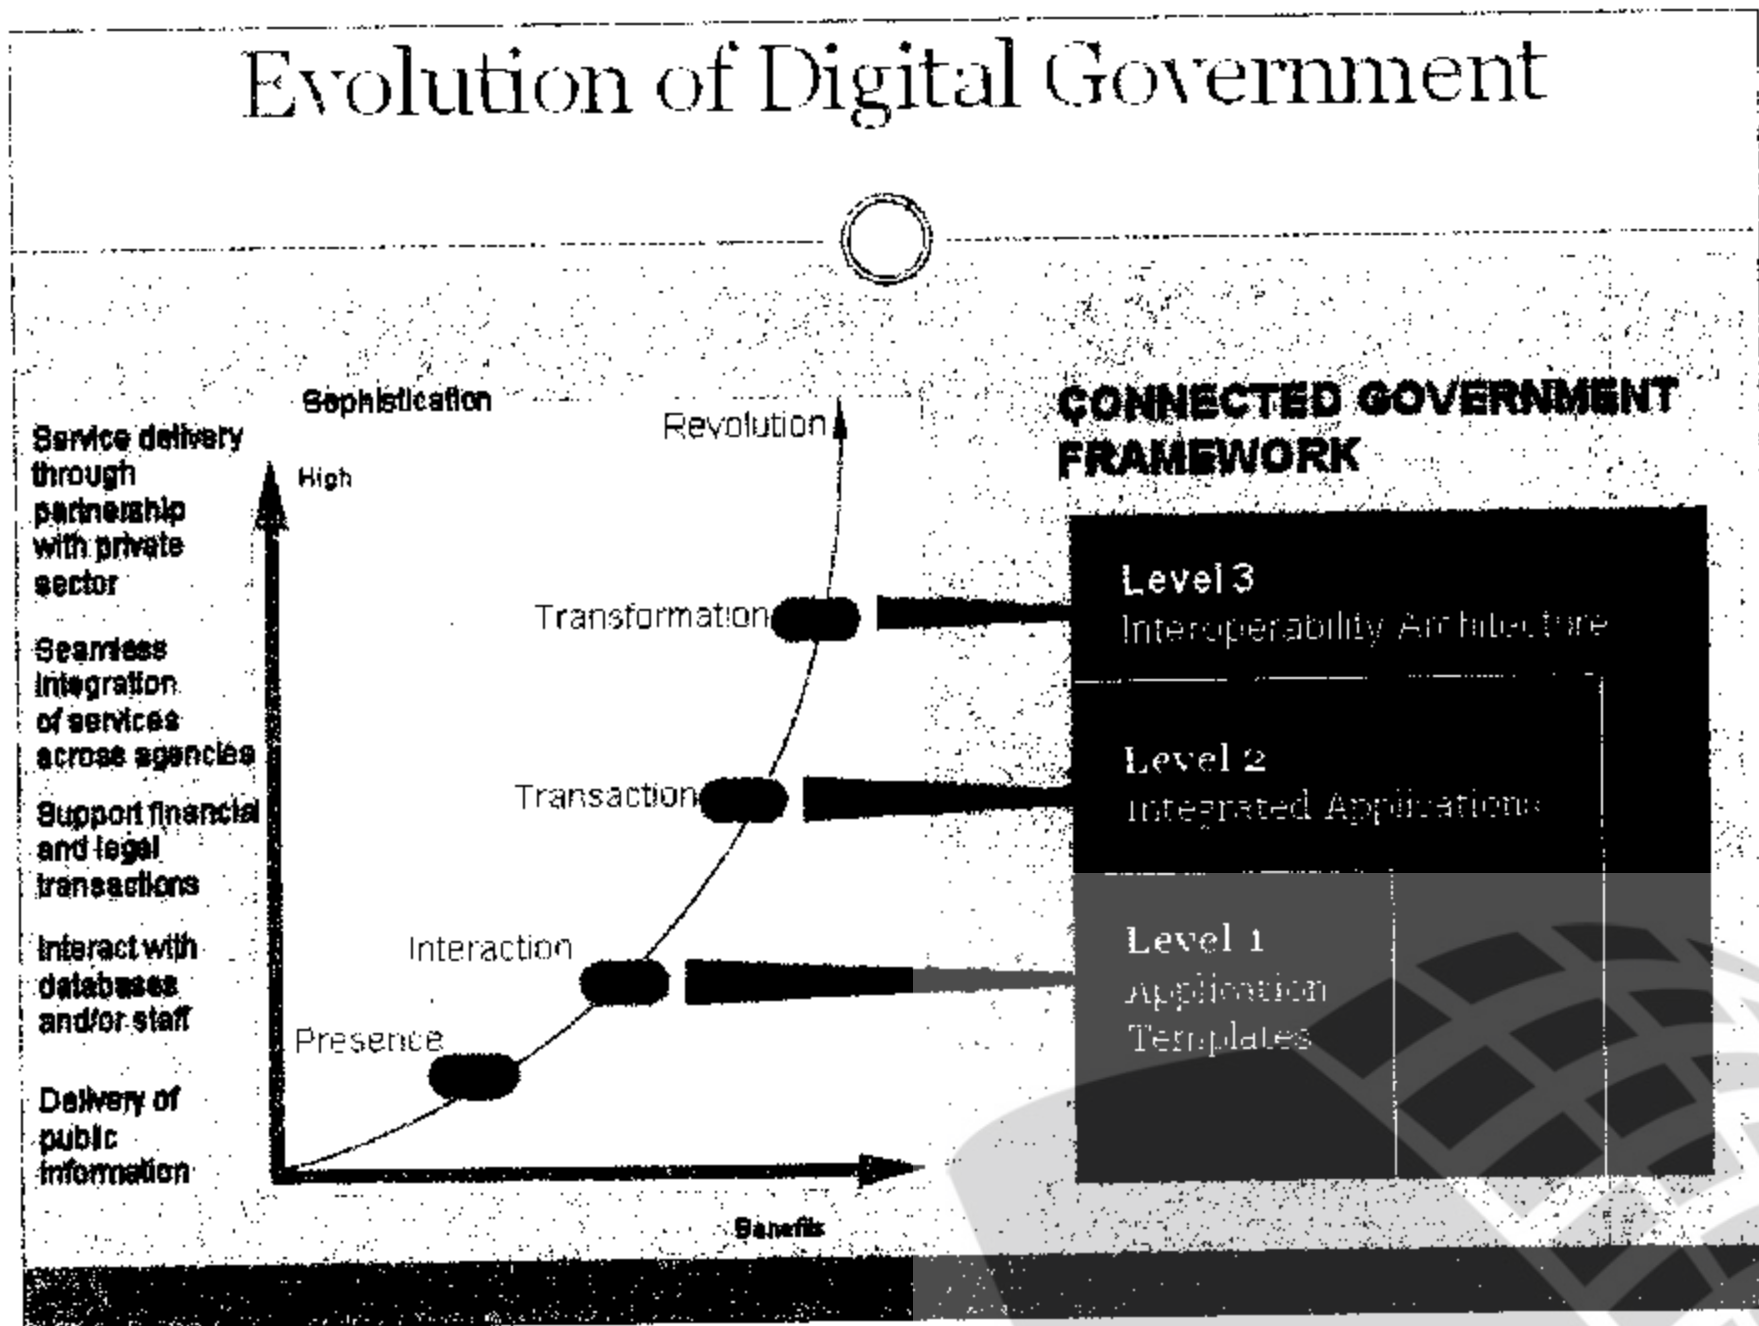 Evolution of Digital Government
Sophistication
High
Service delivery
through
partnership
with private
sector
Seamless
integration
of services
across agencies
Support financial
and legal
transactions
Interact with
databases
and/or staff
Delivery of
public
information
Revolution
Transformation
Transaction
Interaction
Presence
Benefits
CONNECTED GOVERNMENT
FRAMEWORK
Level 3
Interoperability Architecture
Level 2
Integrated Applications
Level 1
Application
Templates